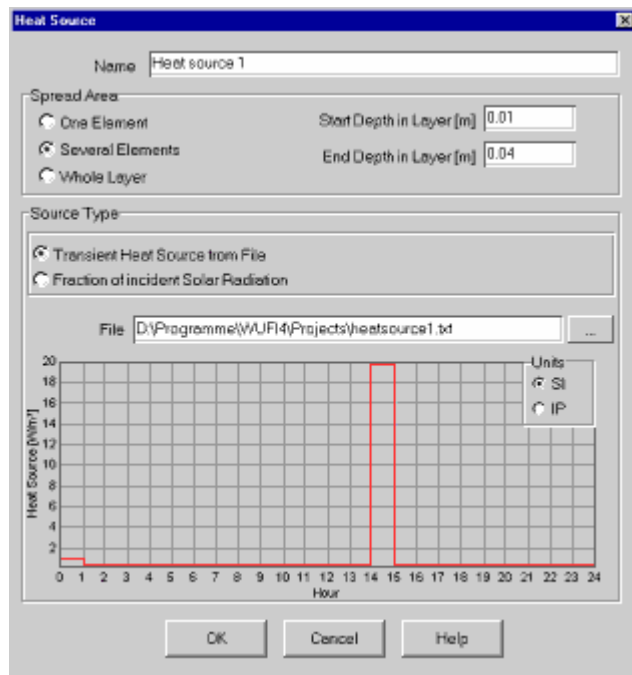 Heat Source
Name Heat source 1
Spread Area
One Element
Several Elements
Whole Layer
Start Depth in Layer [m] 0.01
End Depth in Layer [m] 0.04
Source Type
Transient Heat Source from File
Fraction of incident Solar Radiation
File D:\Programme\WUFI4\Projects\heatsource1.txt ...
Units
SI
IP
Heat Source [W/m²]
20
18
16
14
12
10
8
6
4
2
0 1 2 3 4 5 6 7 8 9 10 11 12 13 14 15 16 17 18 19 20 21 22 23 24
Hour
OK Cancel Help